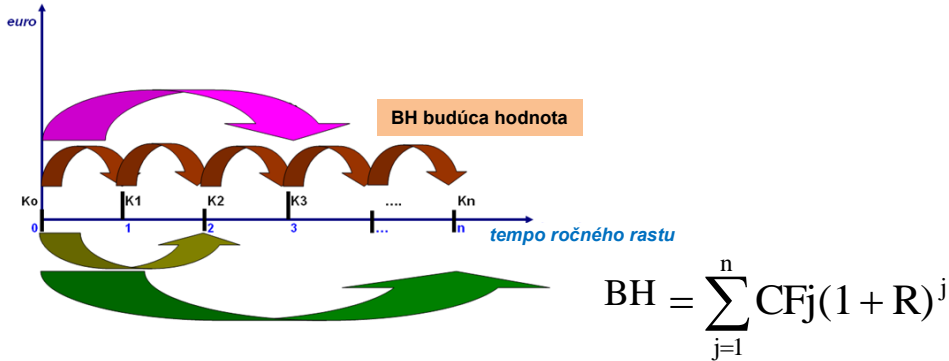 euro
BH budúca hodnota
Ko K1 K2 K3 .... Kn
0 1 2 3 ... n
tempo ročného rastu
BH = \sum_{j=1}^{n} CFj(1 + R)^{j}